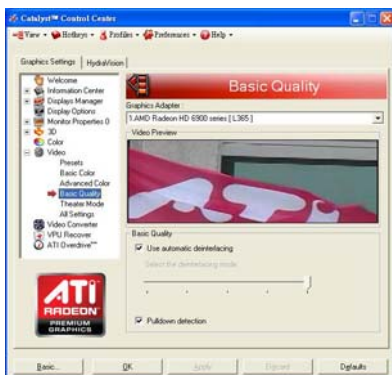 Catalyst™ Control Center
View Hotkeys Profiles Preferences Help
Graphics Settings HydraVision
Welcome
Information Center
Displays Manager
Display Options
Monitor Properties 0
3D
Color
Video
Presets
Basic Color
Advanced Color
Basic Quality
Theater Mode
All Settings
Video Converter
VPU Recover
ATI Overdrive™
ATI
RADEON
PREMIUM
GRAPHICS
Basic Quality
Graphics Adapter
1.AMD Radeon HD 6900 series [ L365 ]
Video Preview
Basic Quality
Use automatic deinterlacing
Select the deinterlacing mode
Pulldown detection
Basic... OK Apply Discard Defaults